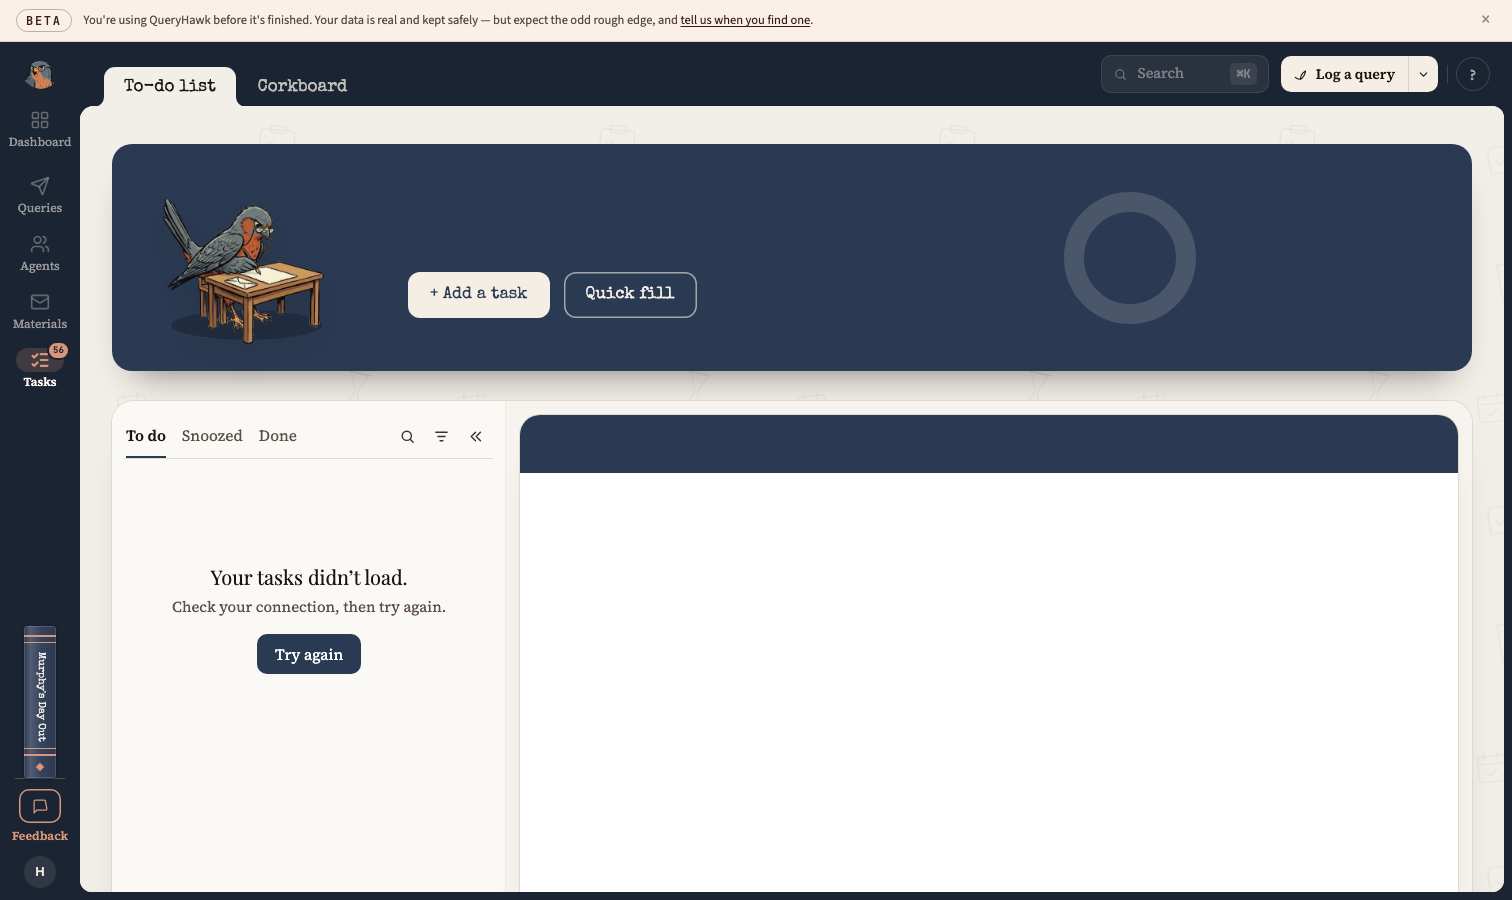 BETA You're using QueryHawk before it's finished. Your data is real and kept safely — but expect the odd rough edge, and tell us when you find one. ×
To-do list Corkboard Search ⌘K Log a query ?
Dashboard
Queries
Agents
Materials
56
Tasks
+ Add a task Quick fill
To do Snoozed Done
Your tasks didn’t load.
Check your connection, then try again.
Try again
Murphy's Day Out
Feedback
H